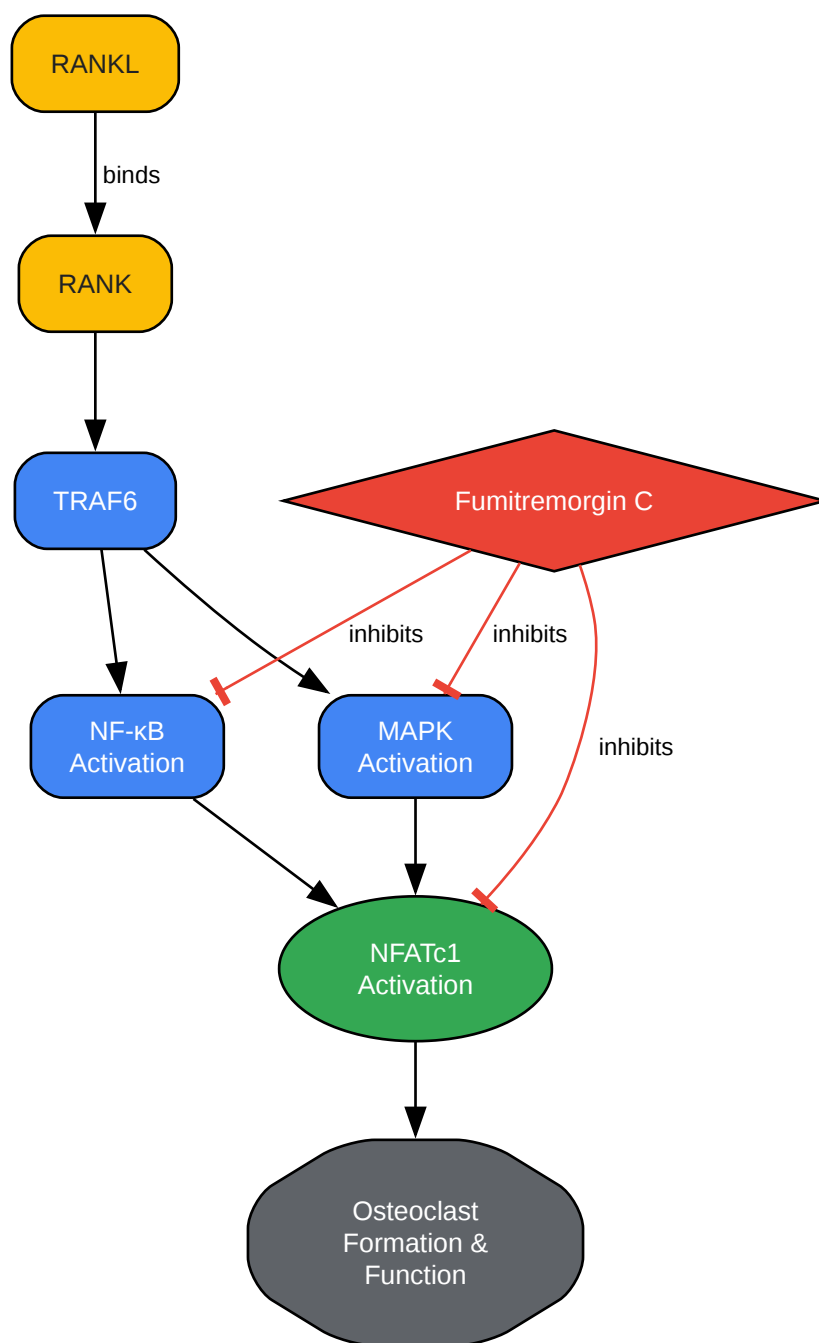 RANKL
binds
RANK
TRAF6
Fumitremorgin C
inhibits
inhibits
NF-κB
Activation
MAPK
Activation
inhibits
NFATc1
Activation
Osteoclast
Formation &
Function